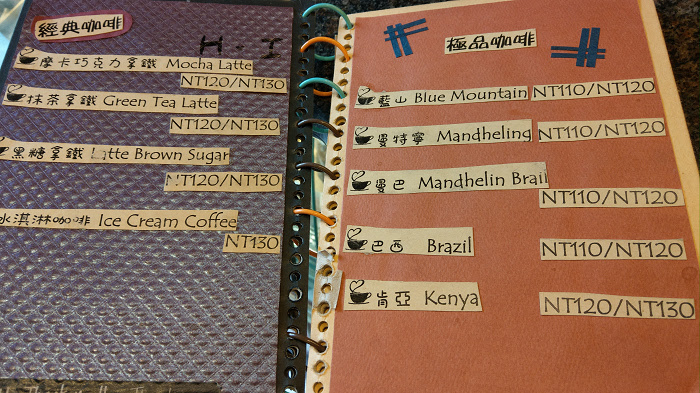 經典咖啡
H. I
摩卡巧克力拿鐵 Mocha Latte
NT120/NT130
抹茶拿鐵 Green Tea Latte
NT120/NT130
黑糖拿鐵 Latte Brown Sugar
NT120/NT130
冰淇淋咖啡 Ice Cream Coffee
NT130
極品咖啡
藍山 Blue Mountain NT110/NT120
曼特寧 Mandheling NT110/NT120
曼巴 Mandhelin Brail
NT110/NT120
巴西 Brazil NT110/NT120
肯亞 Kenya NT120/NT130